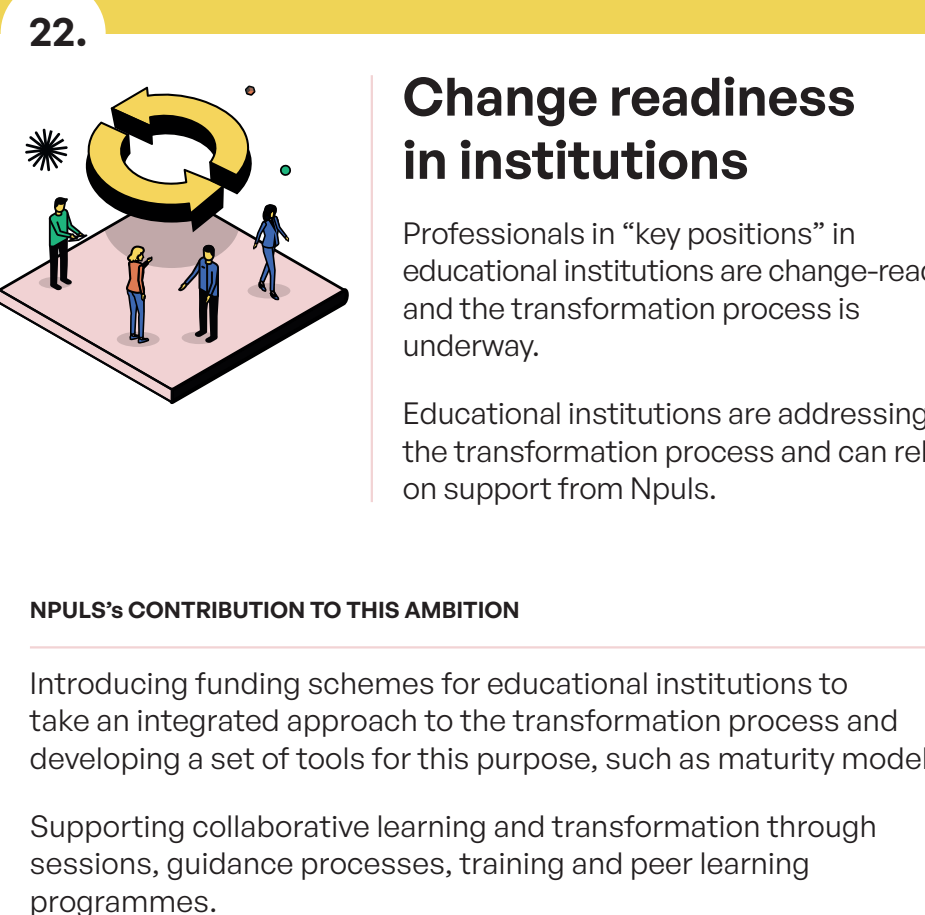 22.
Change readiness
in institutions
Professionals in “key positions” in
educational institutions are
and the transformation process is
underway.
Educational institutions are addressing
the transformation process and can
on support from Npuls.
NPULS’s CONTRIBUTION TO THIS AMBITION
Introducing funding schemes for educational institutions to
take an integrated approach to the transformation process and
developing a set of tools for this purpose, such as maturity
Supporting collaborative learning and transformation through
sessions, guidance processes, training and peer learning
programmes.